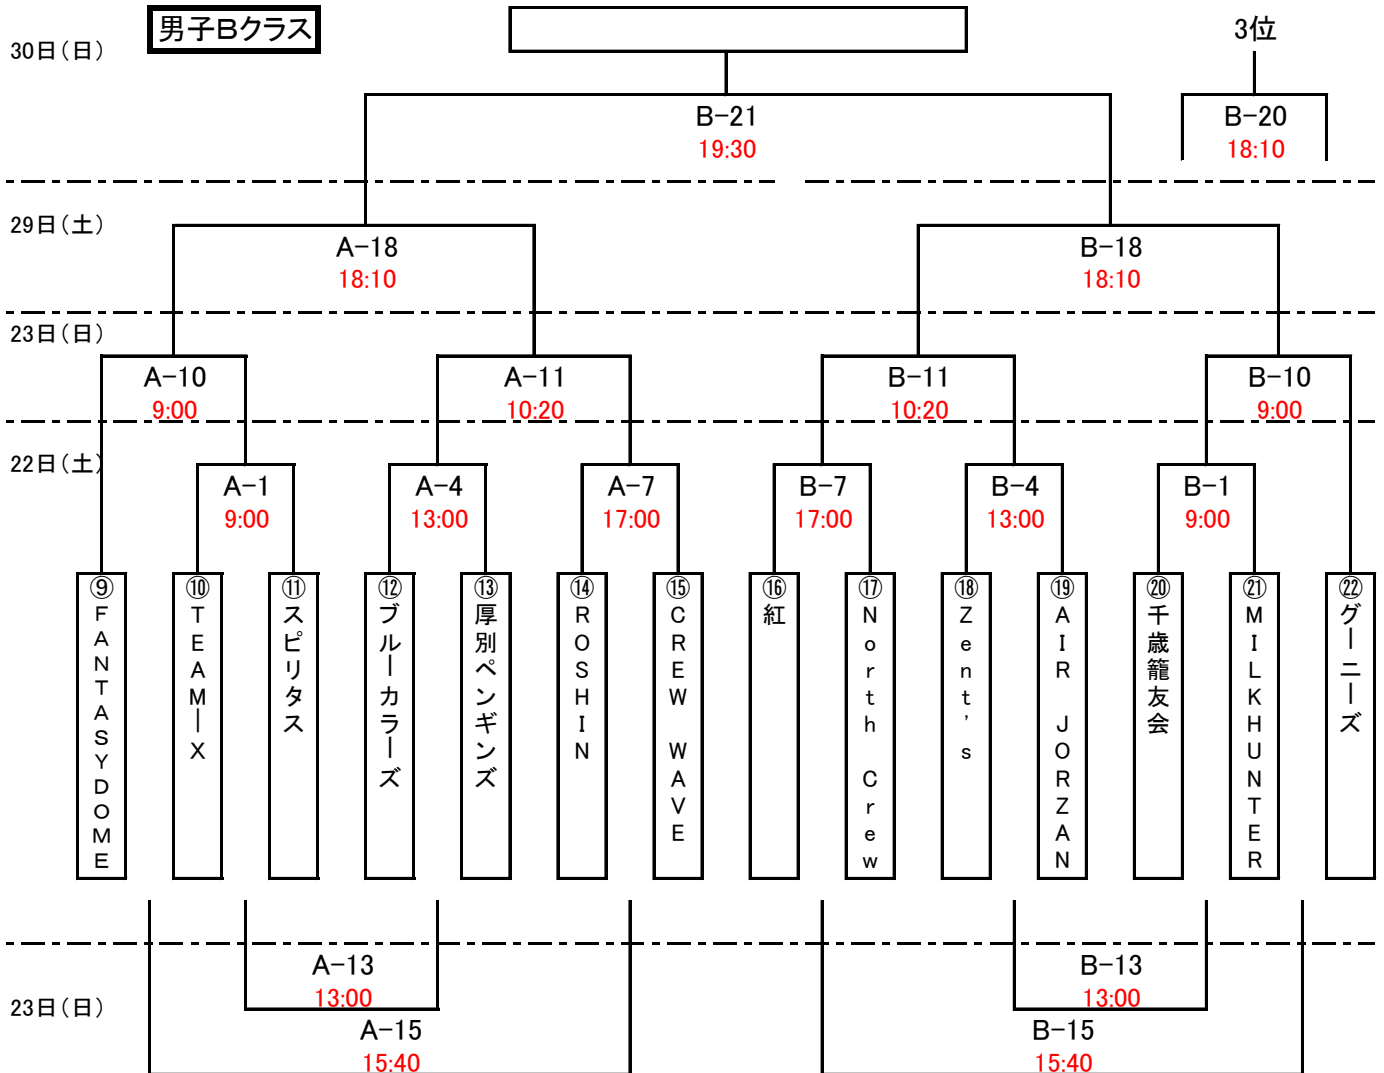 男子Bクラス
30日(日)
3位
B-21
19:30
B-20
18:10
29日(土)
A-18
18:10
B-18
18:10
23日(日)
A-10
9:00
A-11
10:20
B-11
10:20
B-10
9:00
22日(土)
A-1
9:00
A-4
13:00
A-7
17:00
B-7
17:00
B-4
13:00
B-1
9:00
⑨FANTASYDOME
⑩TEAM-X
⑪スピリタス
⑫ブルーカラーズ
⑬厚別ペンギンズ
⑭ROSHIN
⑮CREW WAVE
⑯紅
⑰North Crew
⑱Zent's
⑲AIR JORZAN
⑳千歳籠友会
㉑MILKHUNTER
㉒グーニーズ
23日(日)
A-13
13:00
B-13
13:00
A-15
15:40
B-15
15:40